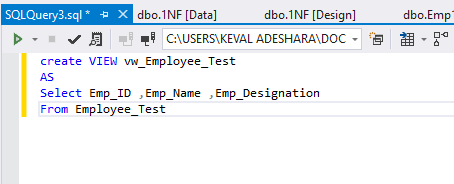 SQLQuery3.sql * dbo.1NF [Data] dbo.1NF [Design] dbo.Emp1
C:\USERS\KEVAL ADESHARA\DOC
create VIEW vw_Employee_Test
AS
Select Emp_ID ,Emp_Name ,Emp_Designation
From Employee_Test